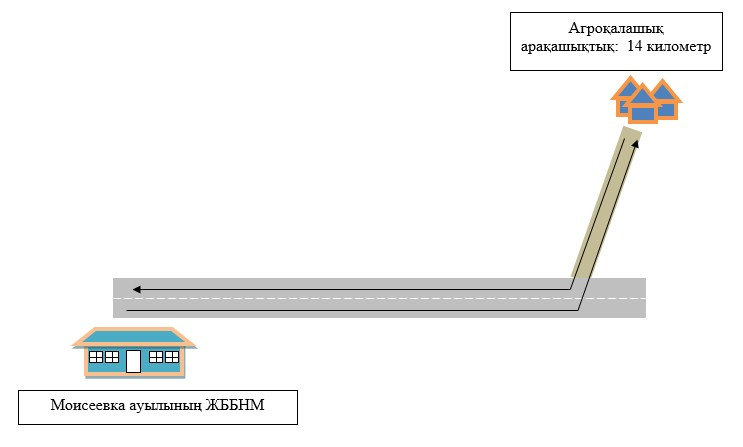 Агроқалашық
арақашықтық: 14 километр
Моисеевка ауылының ЖББНМ